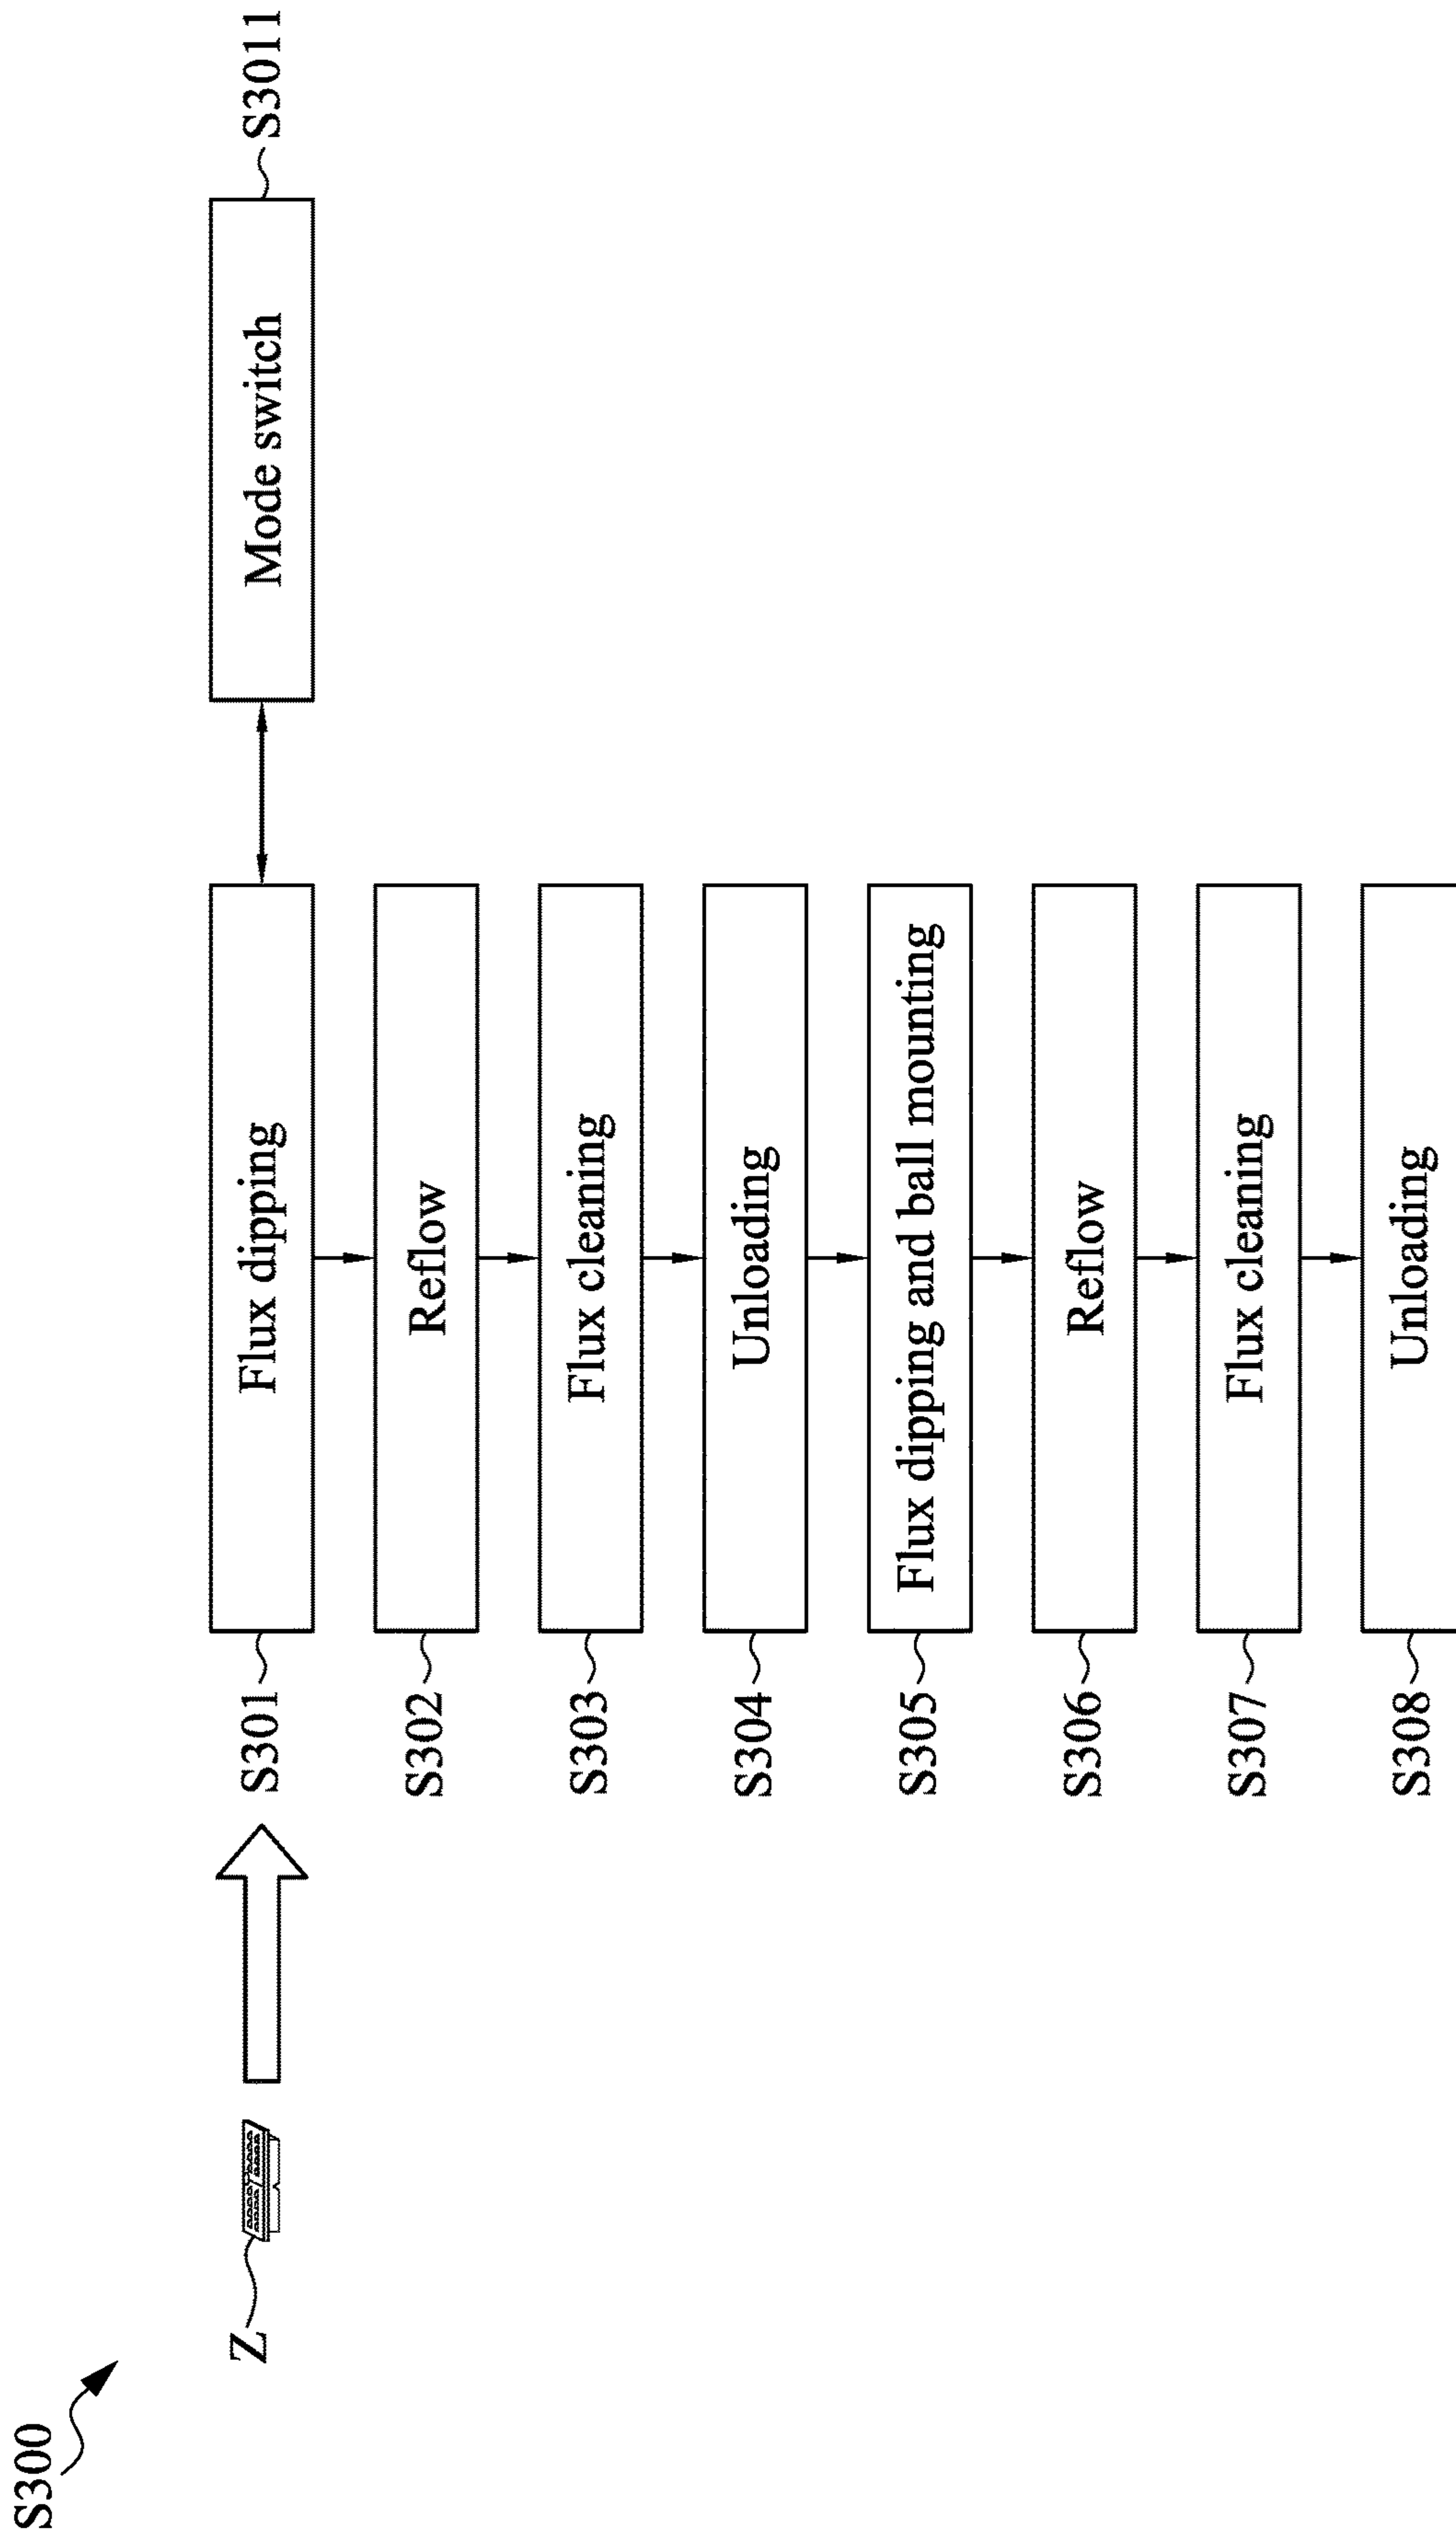 S300
Z
S301
Flux dipping
Mode switch
S3011
S302
Reflow
S303
Flux cleaning
S304
Unloading
S305
Flux dipping and ball mounting
S306
Reflow
S307
Flux cleaning
S308
Unloading